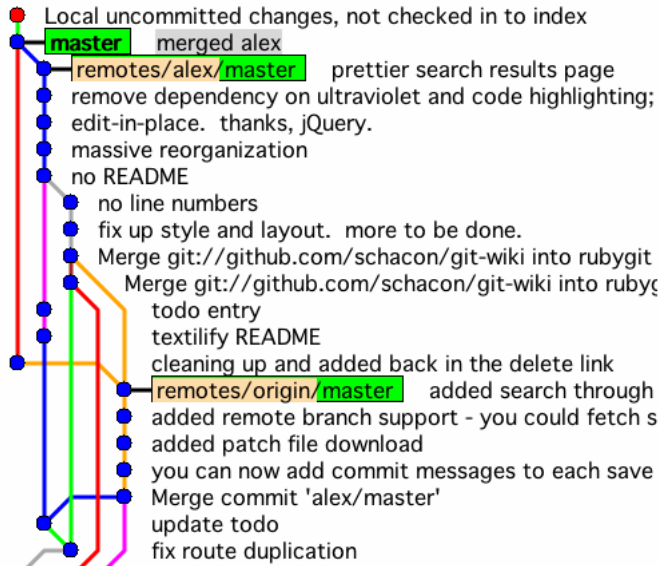 Local uncommitted changes, not checked in to index
master merged alex
remotes/alex/master prettier search results page
remove dependency on ultraviolet and code highlighting;
edit-in-place. thanks, jQuery.
massive reorganization
no README
no line numbers
fix up style and layout. more to be done.
Merge git://github.com/schacon/git-wiki into rubygit
Merge git://github.com/schacon/git-wiki into rubyg
todo entry
textilify README
cleaning up and added back in the delete link
remotes/origin/master added search through
added remote branch support - you could fetch s
added patch file download
you can now add commit messages to each save
Merge commit 'alex/master'
update todo
fix route duplication